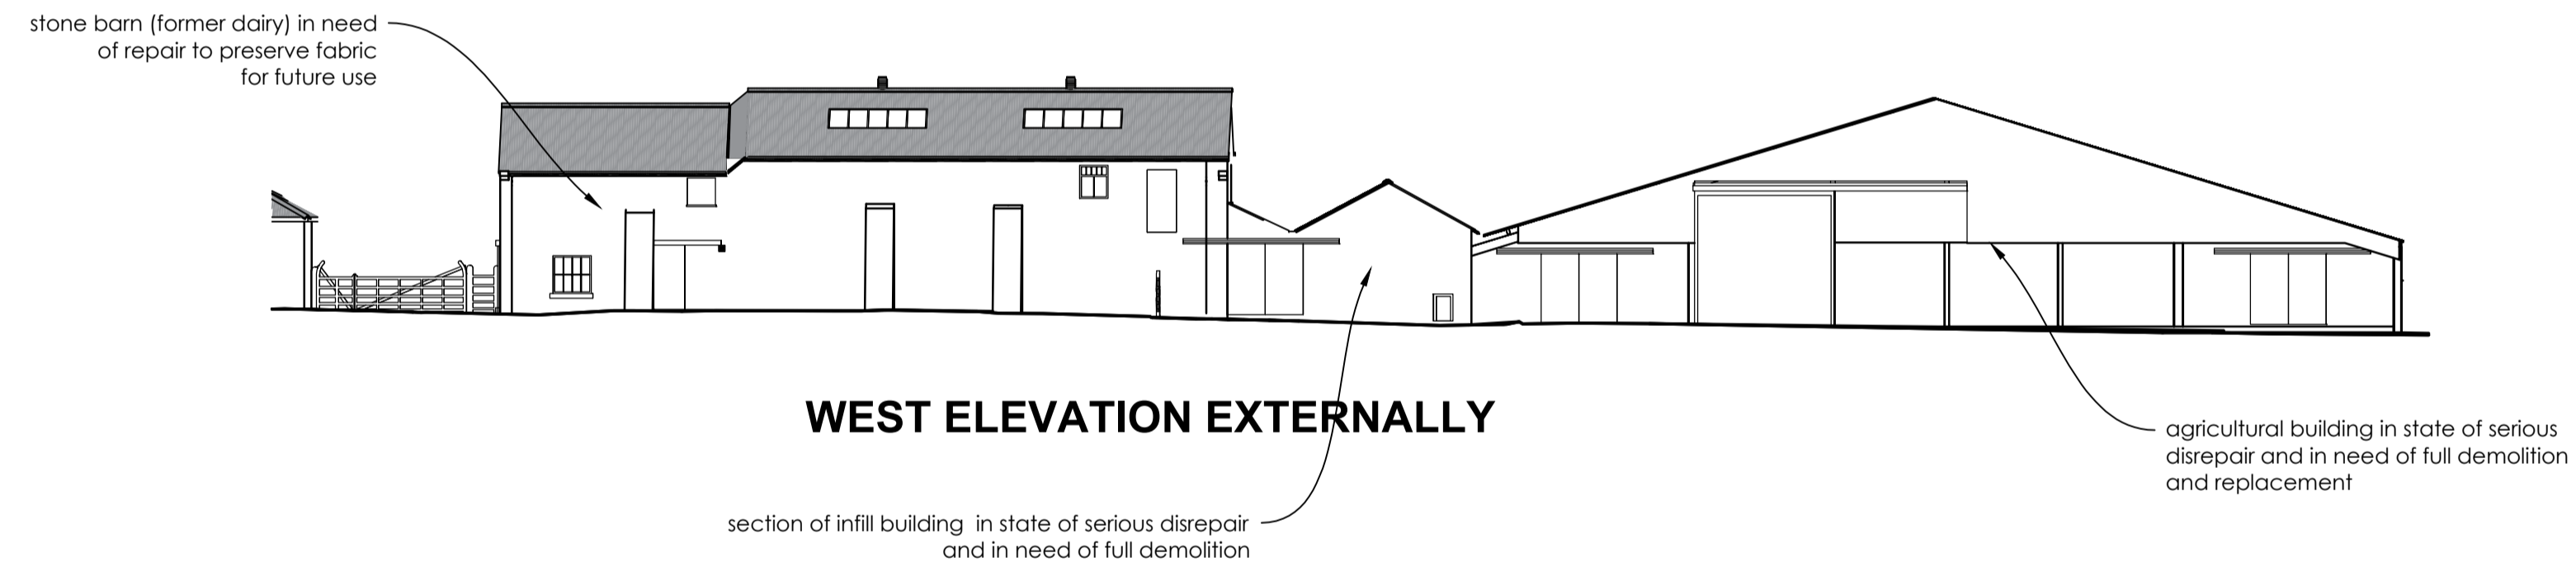 stone barn (former dairy) in need
of repair to preserve fabric
for future use
WEST ELEVATION EXTERNALLY
agricultural building in state of serious
disrepair and in need of full demolition
and replacement
section of infill building  in state of serious disrepair
and in need of full demolition